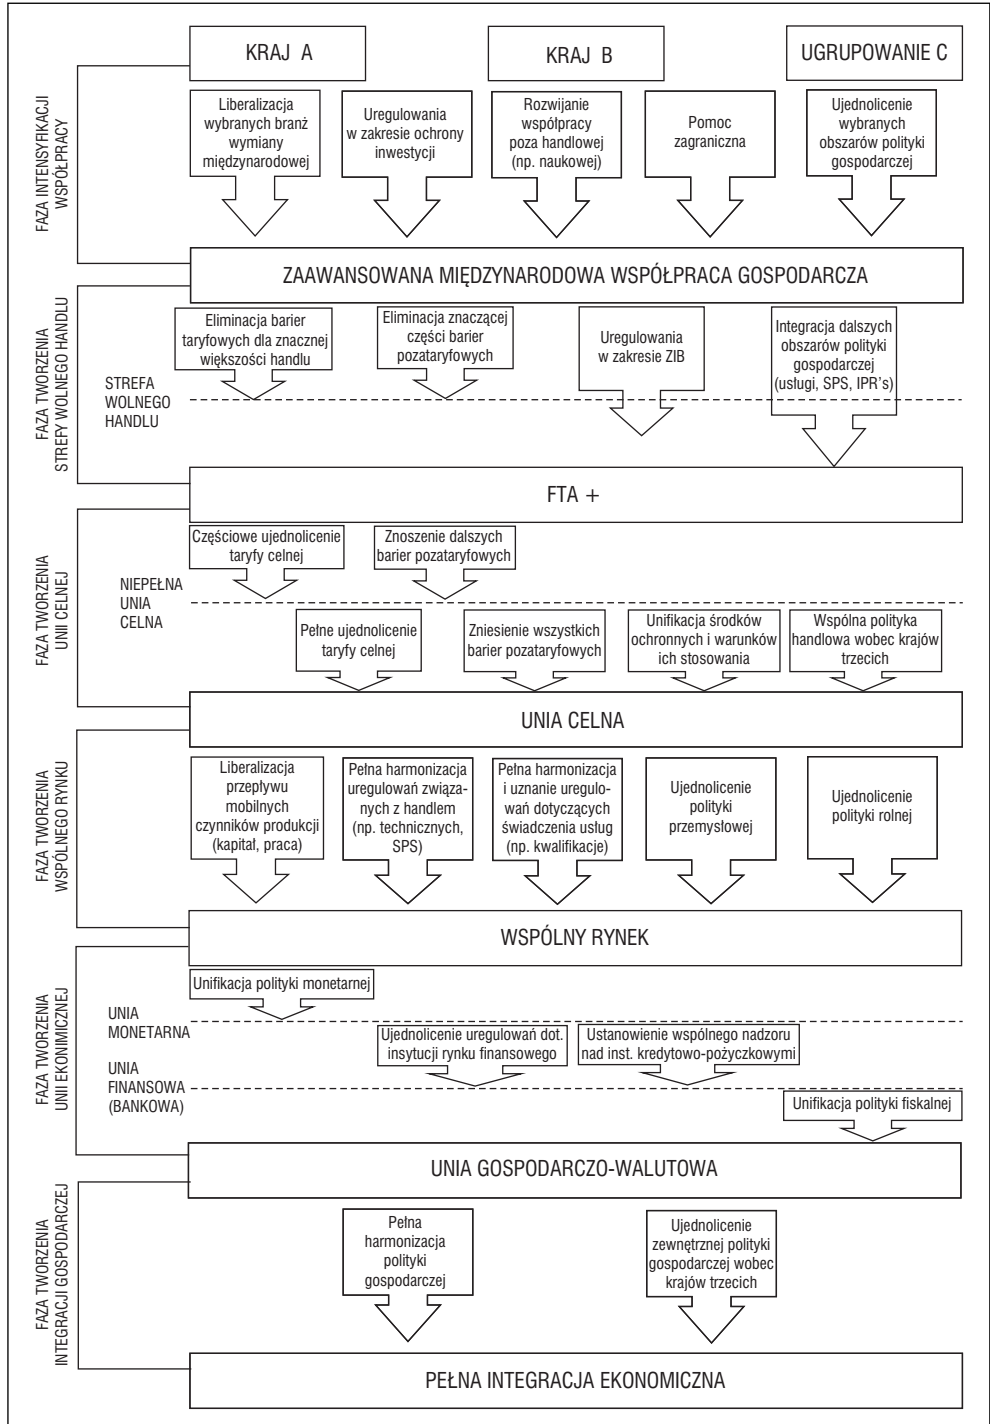 KRAJ A
KRAJ B
UGRUPOWANIE C
FAZA INTENSYFIKACJI
WSPÓŁPRACY
Liberalizacja
wybranych branż
wymiany
międzynarodowej
Uregulowania
w zakresie ochrony
inwestycji
Rozwijanie
współpracy
poza handlowej
(np. naukowej)
Pomoc
zagraniczna
Ujednolicenie
wybranych
obszarów polityki
gospodarczej
ZAAWANSOWANA MIĘDZYNARODOWA WSPÓŁPRACA GOSPODARCZA
FAZA TWORZENIA
STREFY WOLNEGO HANDLU
Eliminacja barier
taryfowych dla znacznej
większości handlu
Eliminacja znaczącej
części barier
pozataryfowych
Uregulowania
w zakresie ZIB
Integracja dalszych
obszarów polityki
gospodarczej
(usługi, SPS, IPR's)
STREFA
WOLNEGO
HANDLU
FTA +
FAZA TWORZENIA
UNII CELNEJ
Częściowe ujednolicenie
taryfy celnej
Znoszenie dalszych
barier pozataryfowych
NIEPEŁNA
UNIA
CELNA
Pełne ujednolicenie
taryfy celnej
Zniesienie wszystkich
barier pozataryfowych
Unifikacja środków
ochronnych i warunków
ich stosowania
Wspólna polityka
handlowa wobec krajów
trzecich
UNIA CELNA
FAZA TWORZENIA
WSPÓLNEGO RYNKU
Liberalizacja
przepływu
mobilnych
czynników produkcji
(kapitał, praca)
Pełna harmonizacja
uregulowań związa-
nych z handlem
(np. technicznych,
SPS)
Pełna harmonizacja
i uznanie uregulo-
wań dotyczących
świadczenia usług
(np. kwalifikacje)
Ujednolicenie
polityki
przemysłowej
Ujednolicenie
polityki rolnej
WSPÓLNY RYNEK
FAZA TWORZENIA
UNII EKONIMICZNEJ
Unifikacja polityki monetarnej
UNIA
MONETARNA
Ujednolicenie uregulowań dot.
insytucji rynku finansowego
Ustanowienie wspólnego nadzoru
nad inst. kredytowo-pożyczkowymi
UNIA
FINANSOWA
(BANKOWA)
Unifikacja polityki fiskalnej
UNIA GOSPODARCZO-WALUTOWA
FAZA TWORZENIA
INTEGRACJI GOSPODARCZEJ
Pełna
harmonizacja
polityki
gospodarczej
Ujednolicenie
zewnętrznej polityki
gospodarczej wobec
krajów trzecich
PEŁNA INTEGRACJA EKONOMICZNA